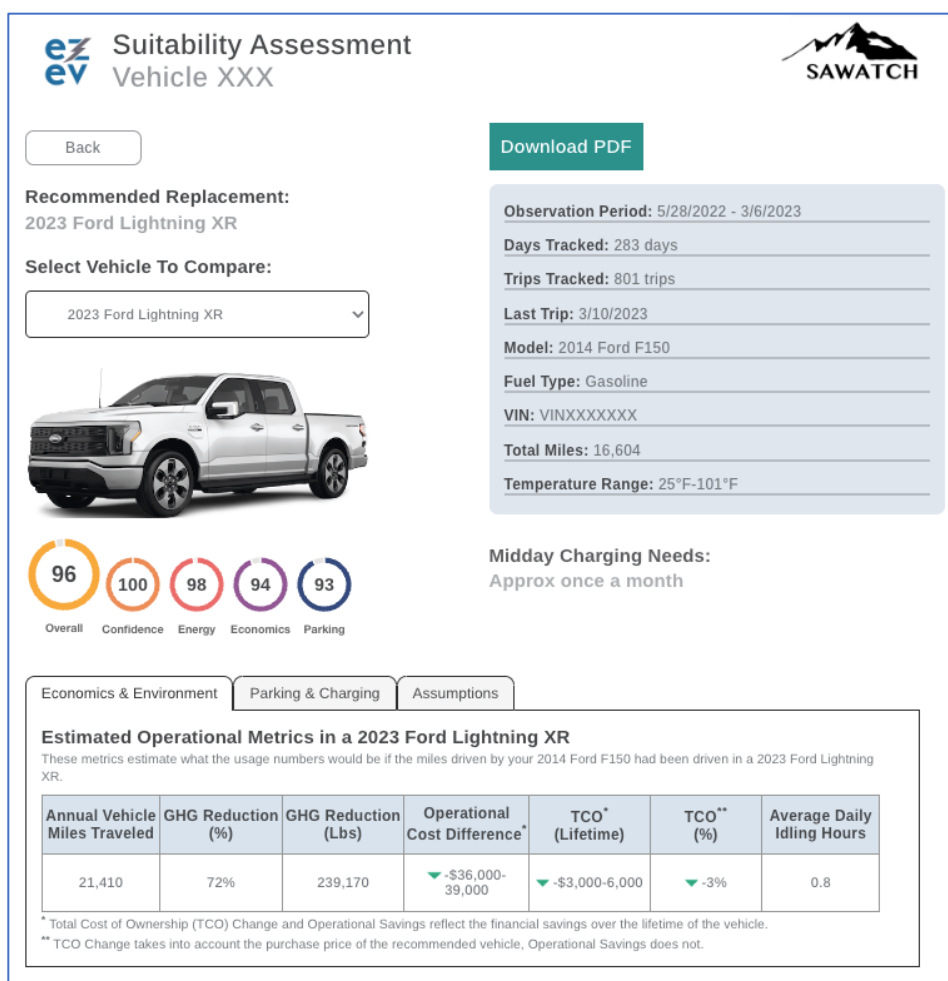 ez
ev
Suitability Assessment
Vehicle XXX
SAWATCH
Back
Download PDF
Recommended Replacement:
2023 Ford Lightning XR
Select Vehicle To Compare:
2023 Ford Lightning XR
Observation Period: 5/28/2022 - 3/6/2023
Days Tracked: 283 days
Trips Tracked: 801 trips
Last Trip: 3/10/2023
Model: 2014 Ford F150
Fuel Type: Gasoline
VIN: VINXXXXXXX
Total Miles: 16,604
Temperature Range: 25°F-101°F
Midday Charging Needs:
Approx once a month
96
100
98
94
93
Overall
Confidence
Energy
Economics
Parking
Economics & Environment
Parking & Charging
Assumptions
Estimated Operational Metrics in a 2023 Ford Lightning XR
These metrics estimate what the usage numbers would be if the miles driven by your 2014 Ford F150 had been driven in a 2023 Ford Lightning
XR.
Annual Vehicle
Miles Traveled
GHG Reduction
(%)
GHG Reduction
(Lbs)
Operational
Cost Difference*
TCO*
(Lifetime)
TCO**
(%)
Average Daily
Idling Hours
21,410
72%
239,170
-$36,000-
39,000
-$3,000-6,000
-3%
0.8
* Total Cost of Ownership (TCO) Change and Operational Savings reflect the financial savings over the lifetime of the vehicle.
** TCO Change takes into account the purchase price of the recommended vehicle, Operational Savings does not.